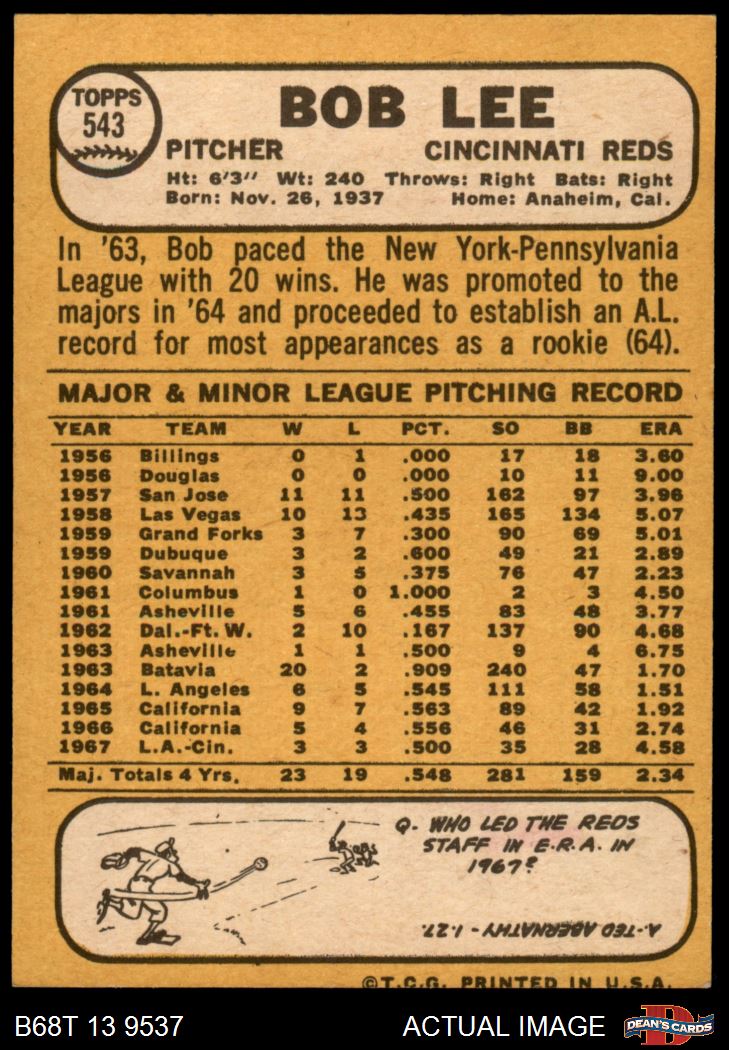 TOPPS
543
BOB LEE
PITCHER CINCINNATI REDS
Ht: 6'3" Wt: 240 Throws: Right Bats: Right
Born: Nov. 26, 1937 Home: Anaheim, Cal.
In '63, Bob paced the New York-Pennsylvania
League with 20 wins. He was promoted to the
majors in '64 and proceeded to establish an A.L.
record for most appearances as a rookie (64).
MAJOR & MINOR LEAGUE PITCHING RECORD
YEAR TEAM W L PCT. SO BB ERA
1956 Billings 0 1 .000 17 18 3.60
1956 Douglas 0 0 .000 10 11 9.00
1957 San Jose 11 11 .500 162 97 3.96
1958 Las Vegas 10 13 .435 165 134 5.07
1959 Grand Forks 3 7 .300 90 69 5.01
1959 Dubuque 3 2 .600 49 21 2.89
1960 Savannah 3 5 .375 76 47 2.23
1961 Columbus 1 0 1.000 2 3 4.50
1961 Asheville 5 6 .455 83 48 3.77
1962 Dal.-Ft. W. 2 10 .167 137 90 4.68
1963 Asheville 1 1 .500 9 4 6.75
1963 Batavia 20 2 .909 240 47 1.70
1964 L. Angeles 6 5 .545 111 58 1.51
1965 California 9 7 .563 89 42 1.92
1966 California 5 4 .556 46 31 2.74
1967 L.A.-Cin. 3 3 .500 35 28 4.58
Maj. Totals 4 Yrs. 23 19 .548 281 159 2.34
Q. WHO LED THE REDS
STAFF IN E.R.A. IN
1967?
A-TED ABERNATHY - 1.27.
©T.C.G. PRINTED IN U.S.A.
B68T 13 9537 ACTUAL IMAGE
D
DEAN'S CARDS